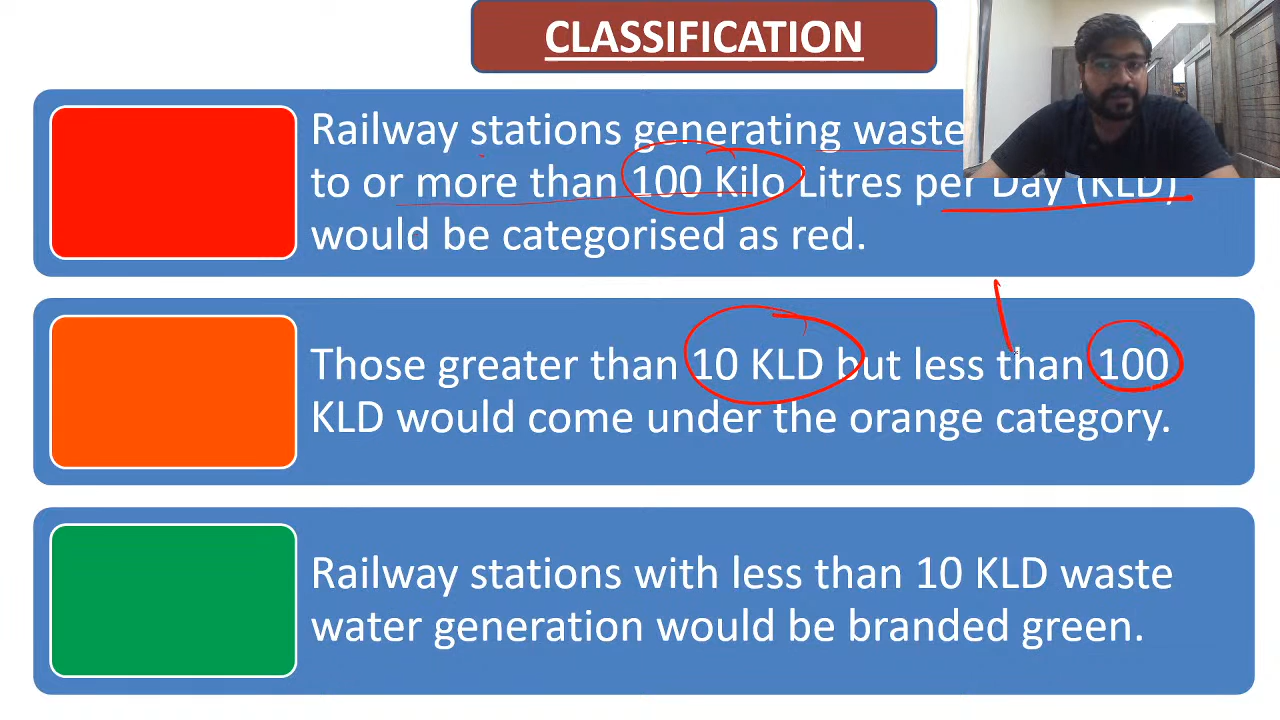 CLASSIFICATION
Railway stations generating waste
to or more than 100 Kilo Litres per Day (KLD)
would be categorised as red.
Those greater than 10 KLD but less than 100
KLD would come under the orange category.
Railway stations with less than 10 KLD waste
water generation would be branded green.